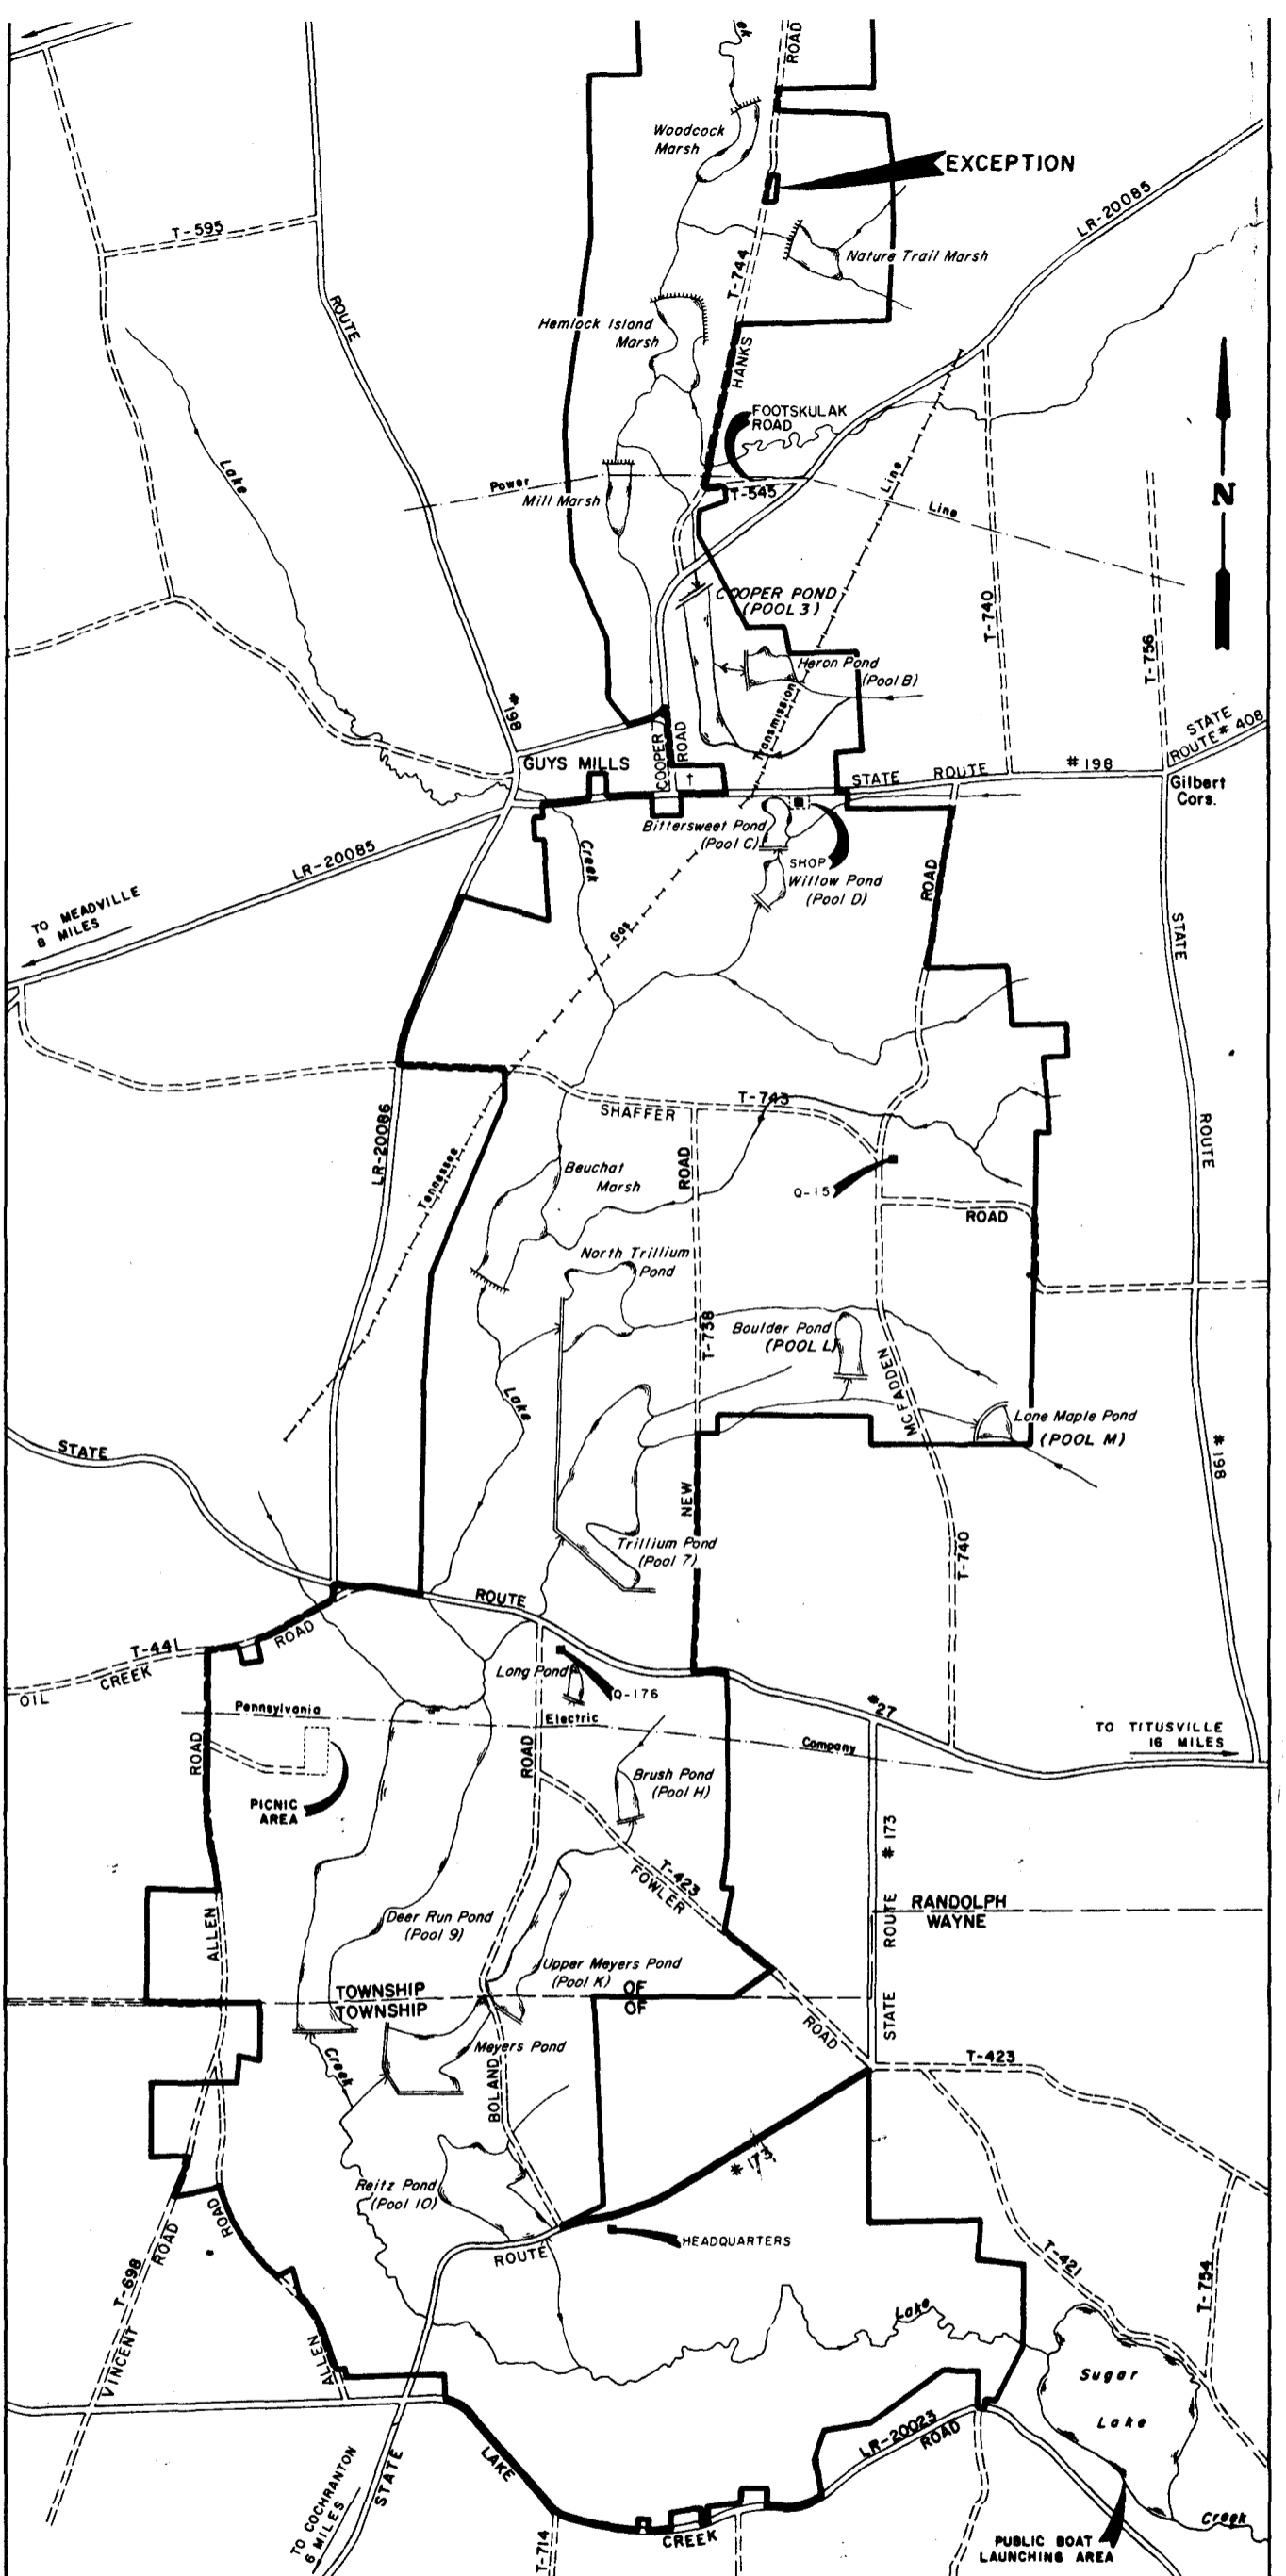 ek
ROAD
Woodcock
Marsh
EXCEPTION
LR-20085
T-595
Nature Trail Marsh
T-744
ROUTE
Hemlock Island
Marsh
HANKS
FOOTSKULAK
ROAD
Lake
Line
Power
Mill Marsh
T-545
Line
N
COOPER POND
(POOL 3)
T-740
T-756
Heron Pond
(Pool B)
Transmission
#198
STATE
ROUTE# 408
COOPER
ROAD
GUYS MILLS
STATE ROUTE #198
Gilbert
Cors.
Bittersweet Pond
(Pool C)
SHOP
Willow Pond
(Pool D)
Creek
LR-20085
ROAD
TO MEADVILLE
8 MILES
Gas
STATE
T-743
SHAFFER
LR-20086
ROUTE
Tennessee
Beuchat
Marsh
ROAD
Q-15
ROAD
North Trillium
Pond
T-738
Boulder Pond
(POOL L)
MCFADDEN
Lake
Lone Maple Pond
(POOL M)
STATE
#198
NEW
Trillium Pond
(Pool 7)
T-740
ROUTE
ROAD
T-441
OIL CREEK
Long Pond
Q-176
Pennsylvania
Electric
#27
Company
TO TITUSVILLE
16 MILES
ROAD
ROAD
PICNIC
AREA
Brush Pond
(Pool H)
#173
T-423
FOWLER
ROUTE
RANDOLPH
WAYNE
ALLEN
Deer Run Pond
(Pool 9)
Upper Meyers Pond
(Pool K)
TOWNSHIP OF
TOWNSHIP OF
STATE
ROAD
Creek
Meyers Pond
T-423
BOLAND
#173
Reitz Pond
(Pool 10)
ROAD
ROAD
ROUTE
HEADQUARTERS
T-421
T-698
T-754
VINCENT
ALLEN
Lake
Sugar
Lake
LR-20023
ROAD
LAKE
STATE
TO COCHRANTON
6 MILES
CREEK
T-714
Creek
PUBLIC BOAT
LAUNCHING AREA